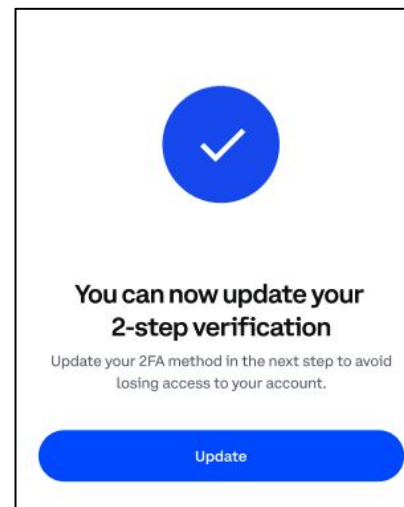 You can now update your
2-step verification
Update your 2FA method in the next step to avoid
losing access to your account.
Update